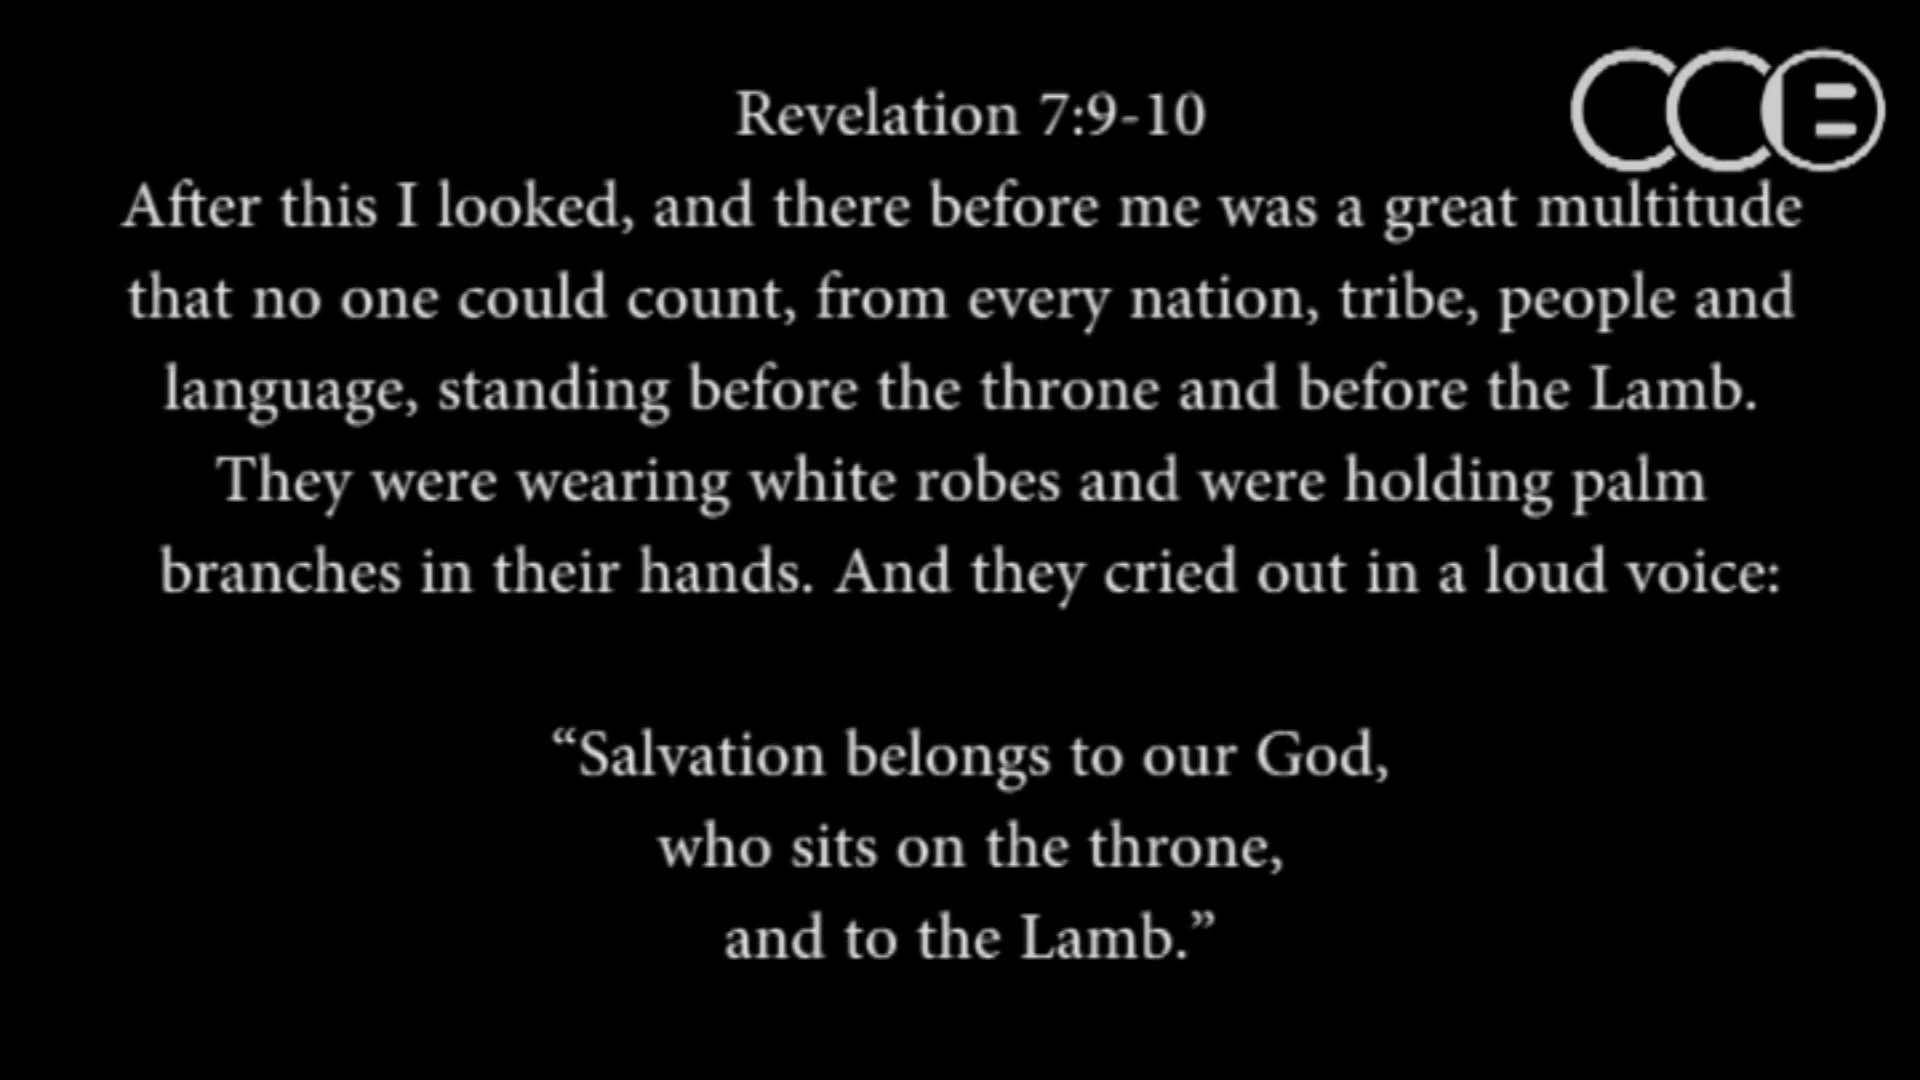 CCE
Revelation 7:9-10
After this I looked, and there before me was a great multitude
that no one could count, from every nation, tribe, people and
language, standing before the throne and before the Lamb.
They were wearing white robes and were holding palm
branches in their hands. And they cried out in a loud voice:
“Salvation belongs to our God,
who sits on the throne,
and to the Lamb.”